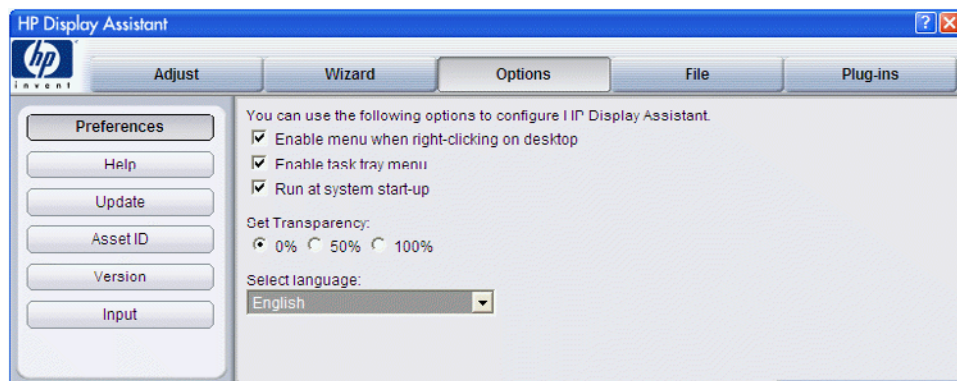 HP Display Assistant
hp
invent
Adjust Wizard Options File Plug-ins
Preferences
Help
Update
Asset ID
Version
Input
You can use the following options to configure HP Display Assistant.
Enable menu when right-clicking on desktop
Enable task tray menu
Run at system start-up
Set Transparency:
0% 50% 100%
Select language:
English